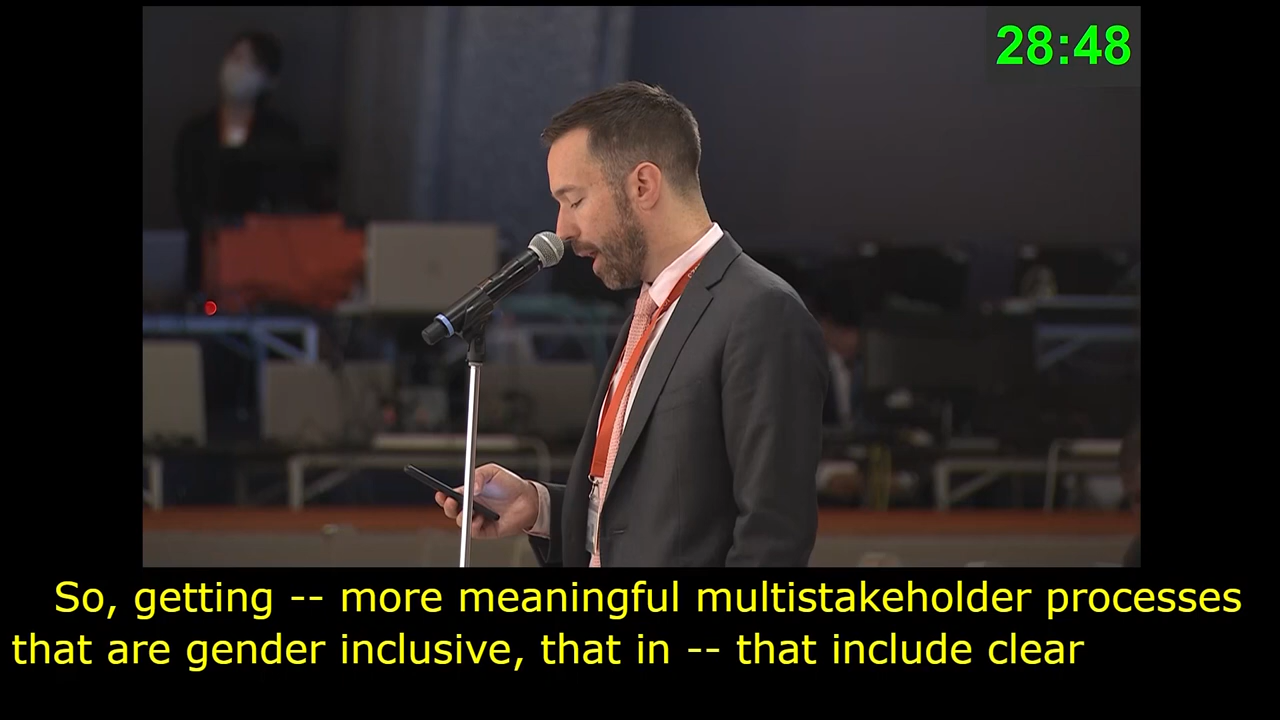 28:48
So, getting -- more meaningful multistakeholder processes
that are gender inclusive, that in -- that include clear